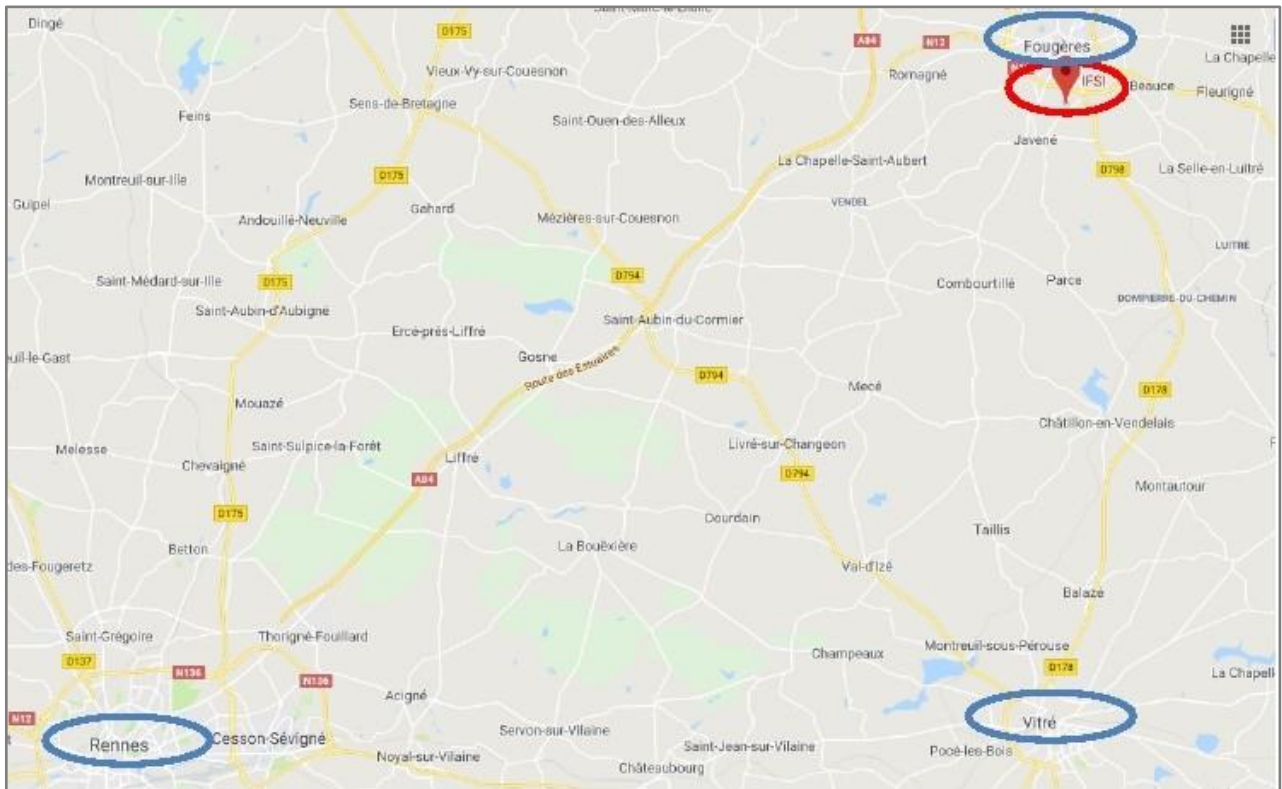 Dingé
D175
A84
N12
Fougères
La Chapelle
Vieux-Vy-sur-Couesnon
Romagné
IFSI
Beauce
Fleurigné
Sens-de-Bretagne
Feins
Saint-Ouen-des-Alleux
Javené
La Chapelle-Saint-Aubert
D798
La Selle-en-Luitré
Montreuil-sur-Ille
D175
Guipel
Gahard
VENDEL
Andouillé-Neuville
Mézières-sur-Couesnon
LUITRÉ
Saint-Médard-sur-Ille
D175
D794
Combourtillé
Parce
DOMPIERRE-DU-CHEMIN
Saint-Aubin-d'Aubigné
Saint-Aubin-du-Cormier
Ercé-près-Liffré
euil-le-Gast
Gosne
Route des Estuaires
D794
Mecé
D178
Mouazé
Châtillon-en-Vendelais
Melesse
Saint-Sulpice-la-Forêt
Livré-sur-Changeon
F
Chevaigné
Liffré
A84
D794
Montautour
D175
Dourdain
Taillis
Betton
La Bouëxière
des-Fougeretz
Val-d'Izé
Balazé
Saint-Grégoire
Thorigné-Fouillard
Montreuil-sous-Pérouse
D137
N136
Champeaux
D178
La Chapell
N136
Acigné
N12
Rennes
Cesson-Sévigné
Servon-sur-Vilaine
Vitré
Noyal-sur-Vilaine
Saint-Jean-sur-Vilaine
Pocé-les-Bois
Châteaubourg